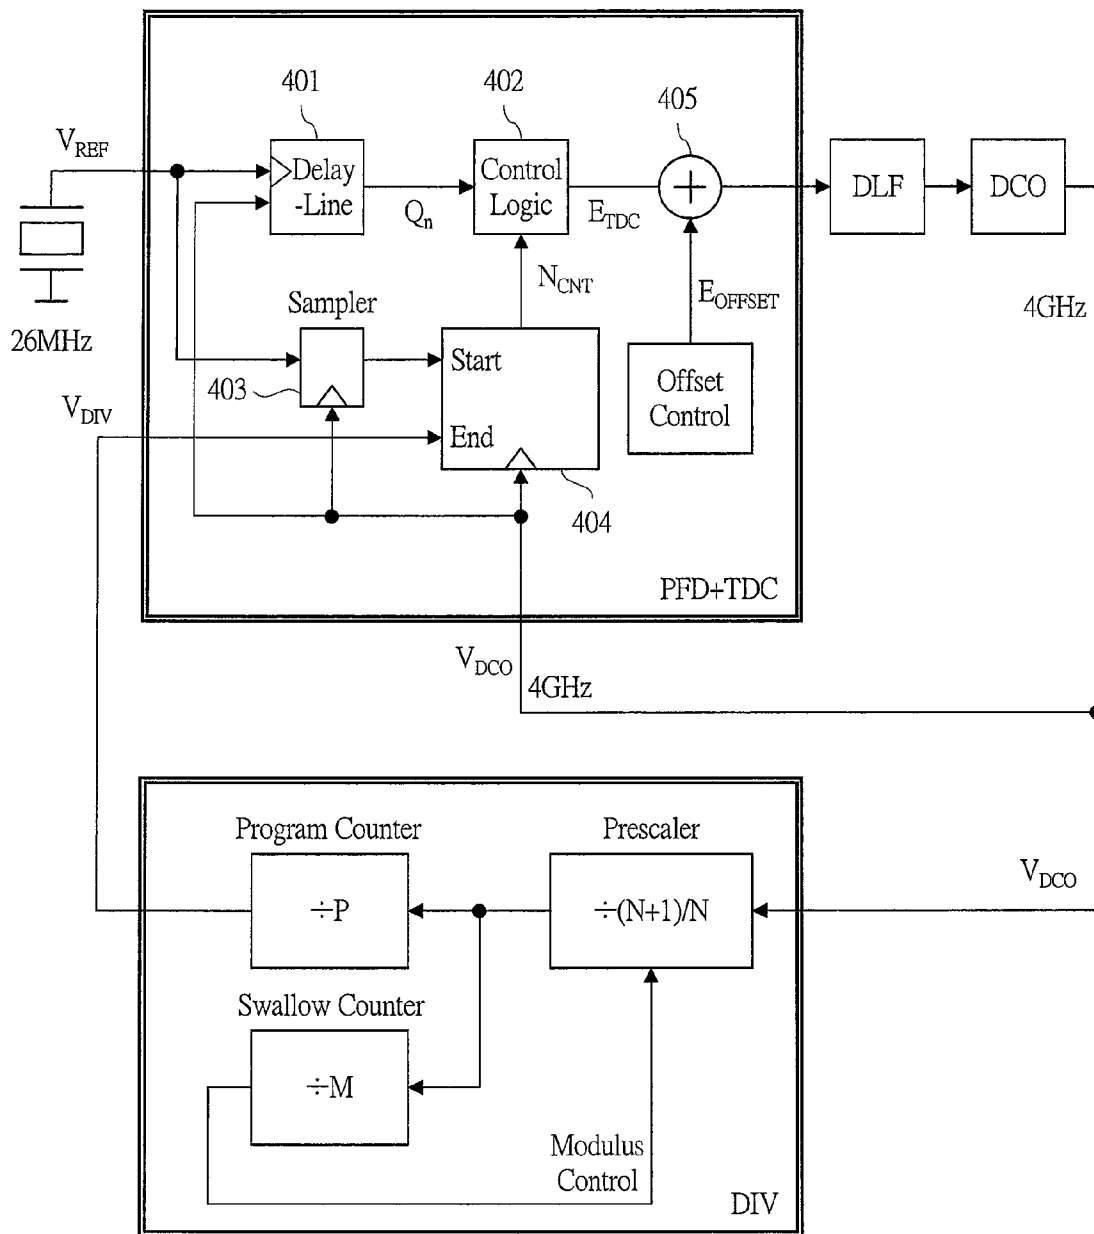 401
402
405
V_REF
Delay
-Line
Q_n
Control
Logic
E_TDC
DLF
DCO
N_CNT
E_OFFSET
4GHz
26MHz
Sampler
403
Start
End
404
Offset
Control
V_DIV
PFD+TDC
V_DCO
4GHz
Program Counter
÷P
Prescaler
÷(N+1)/N
V_DCO
Swallow Counter
÷M
Modulus
Control
DIV